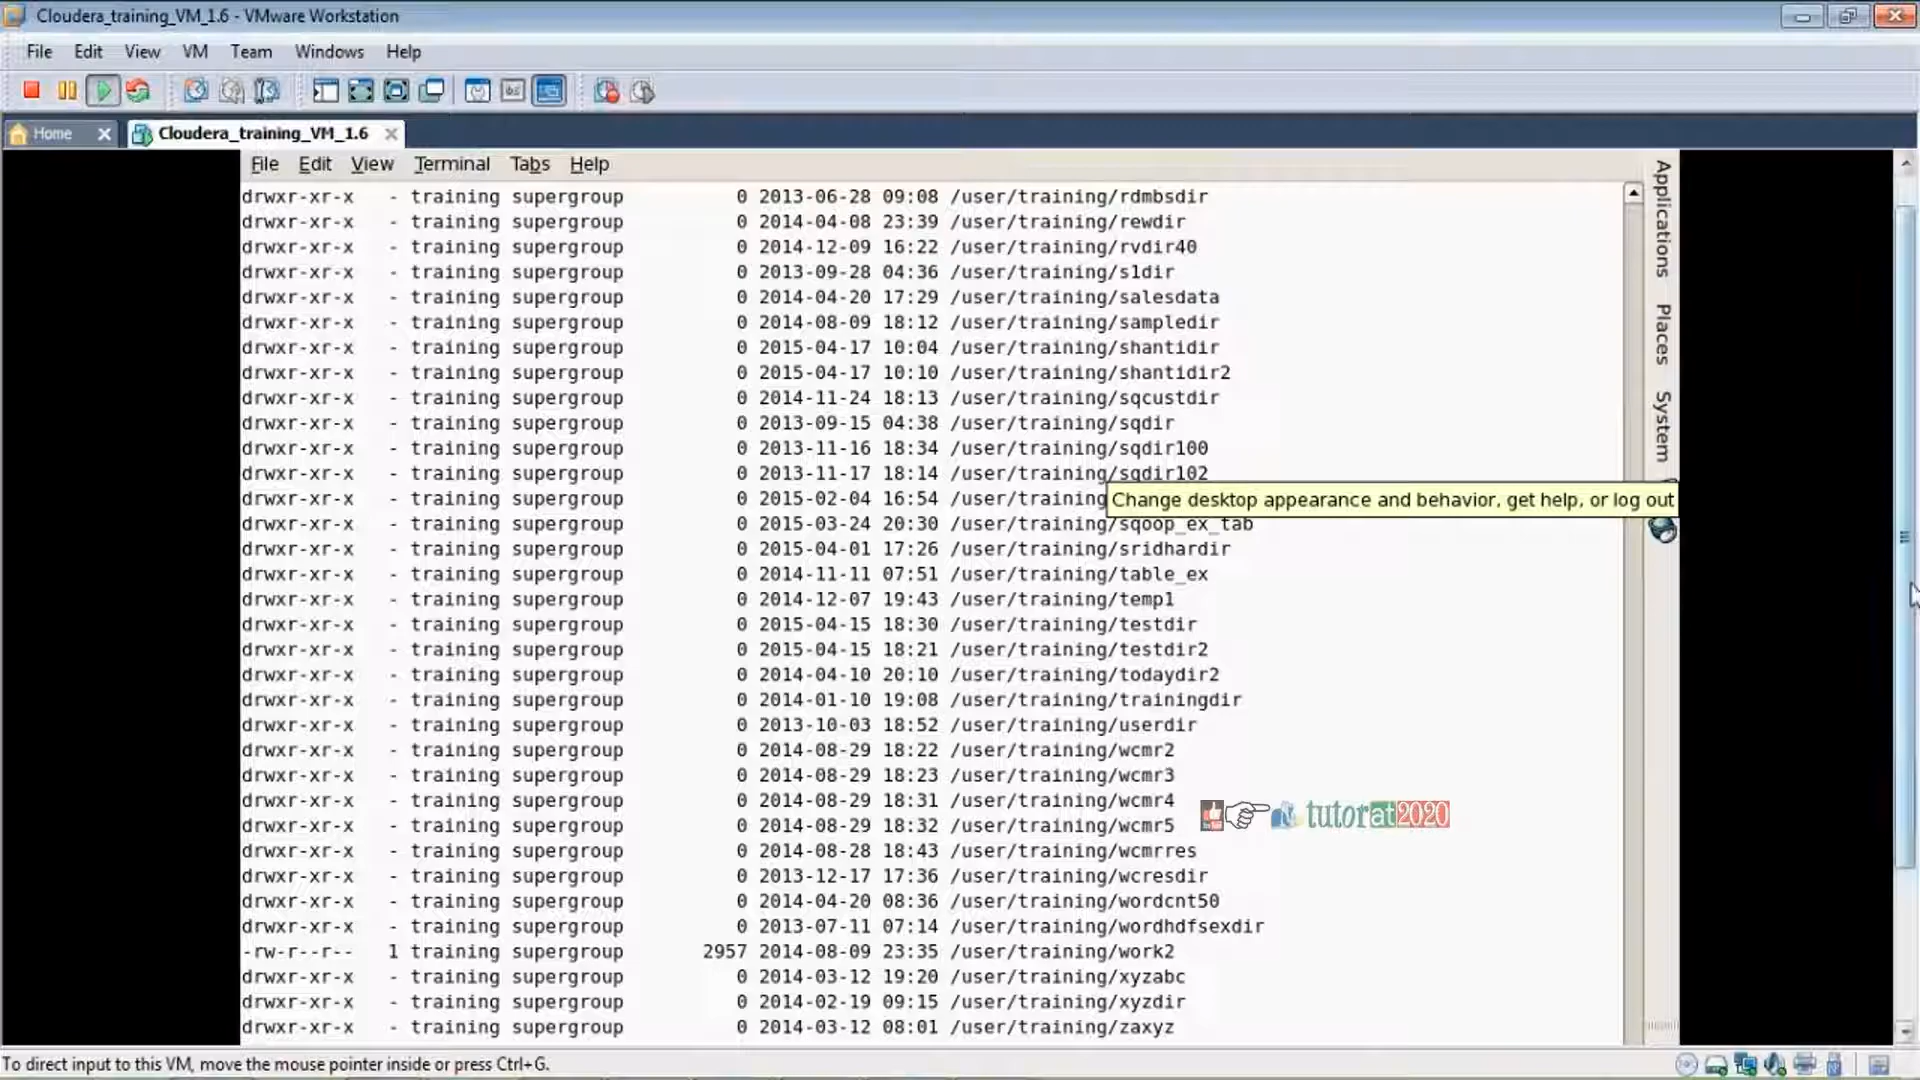 Cloudera_training_VM_1.6 - VMware Workstation
File Edit View VM Team Windows Help
Home Cloudera_training_VM_1.6
File Edit View Terminal Tabs Help
drwxr-xr-x - training supergroup 0 2013-06-28 09:08 /user/training/rdmbsdir
drwxr-xr-x - training supergroup 0 2014-04-08 23:39 /user/training/rewdir
drwxr-xr-x - training supergroup 0 2014-12-09 16:22 /user/training/rvdir40
drwxr-xr-x - training supergroup 0 2013-09-28 04:36 /user/training/s1dir
drwxr-xr-x - training supergroup 0 2014-04-20 17:29 /user/training/salesdata
drwxr-xr-x - training supergroup 0 2014-08-09 18:12 /user/training/sampledir
drwxr-xr-x - training supergroup 0 2015-04-17 10:04 /user/training/shantidir
drwxr-xr-x - training supergroup 0 2015-04-17 10:10 /user/training/shantidir2
drwxr-xr-x - training supergroup 0 2014-11-24 18:13 /user/training/sqcustdir
drwxr-xr-x - training supergroup 0 2013-09-15 04:38 /user/training/sqdir
drwxr-xr-x - training supergroup 0 2013-11-16 18:34 /user/training/sqdir100
drwxr-xr-x - training supergroup 0 2013-11-17 18:14 /user/training/sqdir102
drwxr-xr-x - training supergroup 0 2015-02-04 16:54 /user/training
Change desktop appearance and behavior, get help, or log out
drwxr-xr-x - training supergroup 0 2015-03-24 20:30 /user/training/sqoop_ex_tab
drwxr-xr-x - training supergroup 0 2015-04-01 17:26 /user/training/sridhardir
drwxr-xr-x - training supergroup 0 2014-11-11 07:51 /user/training/table_ex
drwxr-xr-x - training supergroup 0 2014-12-07 19:43 /user/training/temp1
drwxr-xr-x - training supergroup 0 2015-04-15 18:30 /user/training/testdir
drwxr-xr-x - training supergroup 0 2015-04-15 18:21 /user/training/testdir2
drwxr-xr-x - training supergroup 0 2014-04-10 20:10 /user/training/todaydir2
drwxr-xr-x - training supergroup 0 2014-01-10 19:08 /user/training/trainingdir
drwxr-xr-x - training supergroup 0 2013-10-03 18:52 /user/training/userdir
drwxr-xr-x - training supergroup 0 2014-08-29 18:22 /user/training/wcmr2
drwxr-xr-x - training supergroup 0 2014-08-29 18:23 /user/training/wcmr3
drwxr-xr-x - training supergroup 0 2014-08-29 18:31 /user/training/wcmr4
drwxr-xr-x - training supergroup 0 2014-08-29 18:32 /user/training/wcmr5
drwxr-xr-x - training supergroup 0 2014-08-28 18:43 /user/training/wcmrres
drwxr-xr-x - training supergroup 0 2013-12-17 17:36 /user/training/wcresdir
drwxr-xr-x - training supergroup 0 2014-04-20 08:36 /user/training/wordcnt50
drwxr-xr-x - training supergroup 0 2013-07-11 07:14 /user/training/wordhdfsexdir
-rw-r--r-- 1 training supergroup 2957 2014-08-09 23:35 /user/training/work2
drwxr-xr-x - training supergroup 0 2014-03-12 19:20 /user/training/xyzabc
drwxr-xr-x - training supergroup 0 2014-02-19 09:15 /user/training/xyzdir
drwxr-xr-x - training supergroup 0 2014-03-12 08:01 /user/training/zaxyz
Applications Places System
tutorat2020
To direct input to this VM, move the mouse pointer inside or press Ctrl+G.